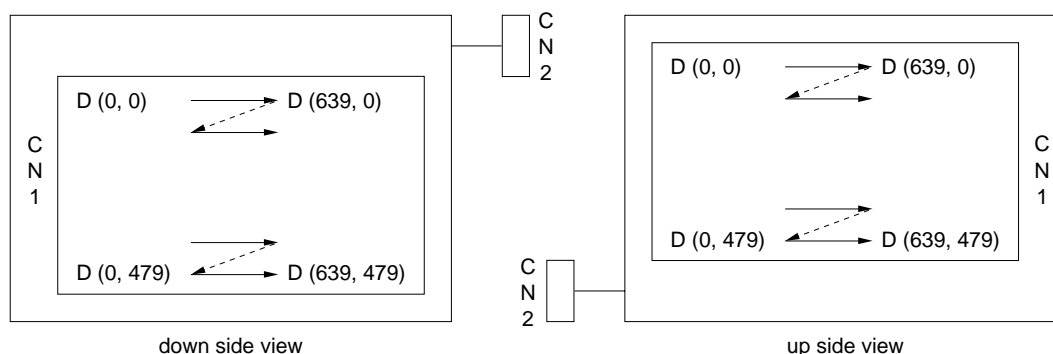 C
N
2
D (0, 0) D (639, 0)
C
N
1
D (0, 479) D (639, 479)
down side view
D (0, 0) D (639, 0)
C
N
1
D (0, 479) D (639, 479)
C
N
2
up side view